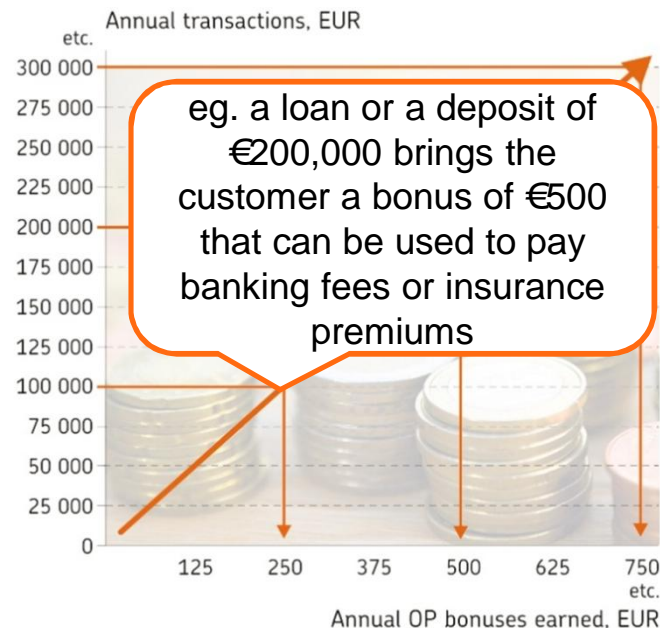 Annual transactions, EUR
etc.
300 000
275 000
250 000
225 000
200 000
175 000
150 000
125 000
100 000
75 000
50 000
25 000
0
eg. a loan or a deposit of
€200,000 brings the
customer a bonus of €500
that can be used to pay
banking fees or insurance
premiums
125 250 375 500 625 750
etc.
Annual OP bonuses earned, EUR